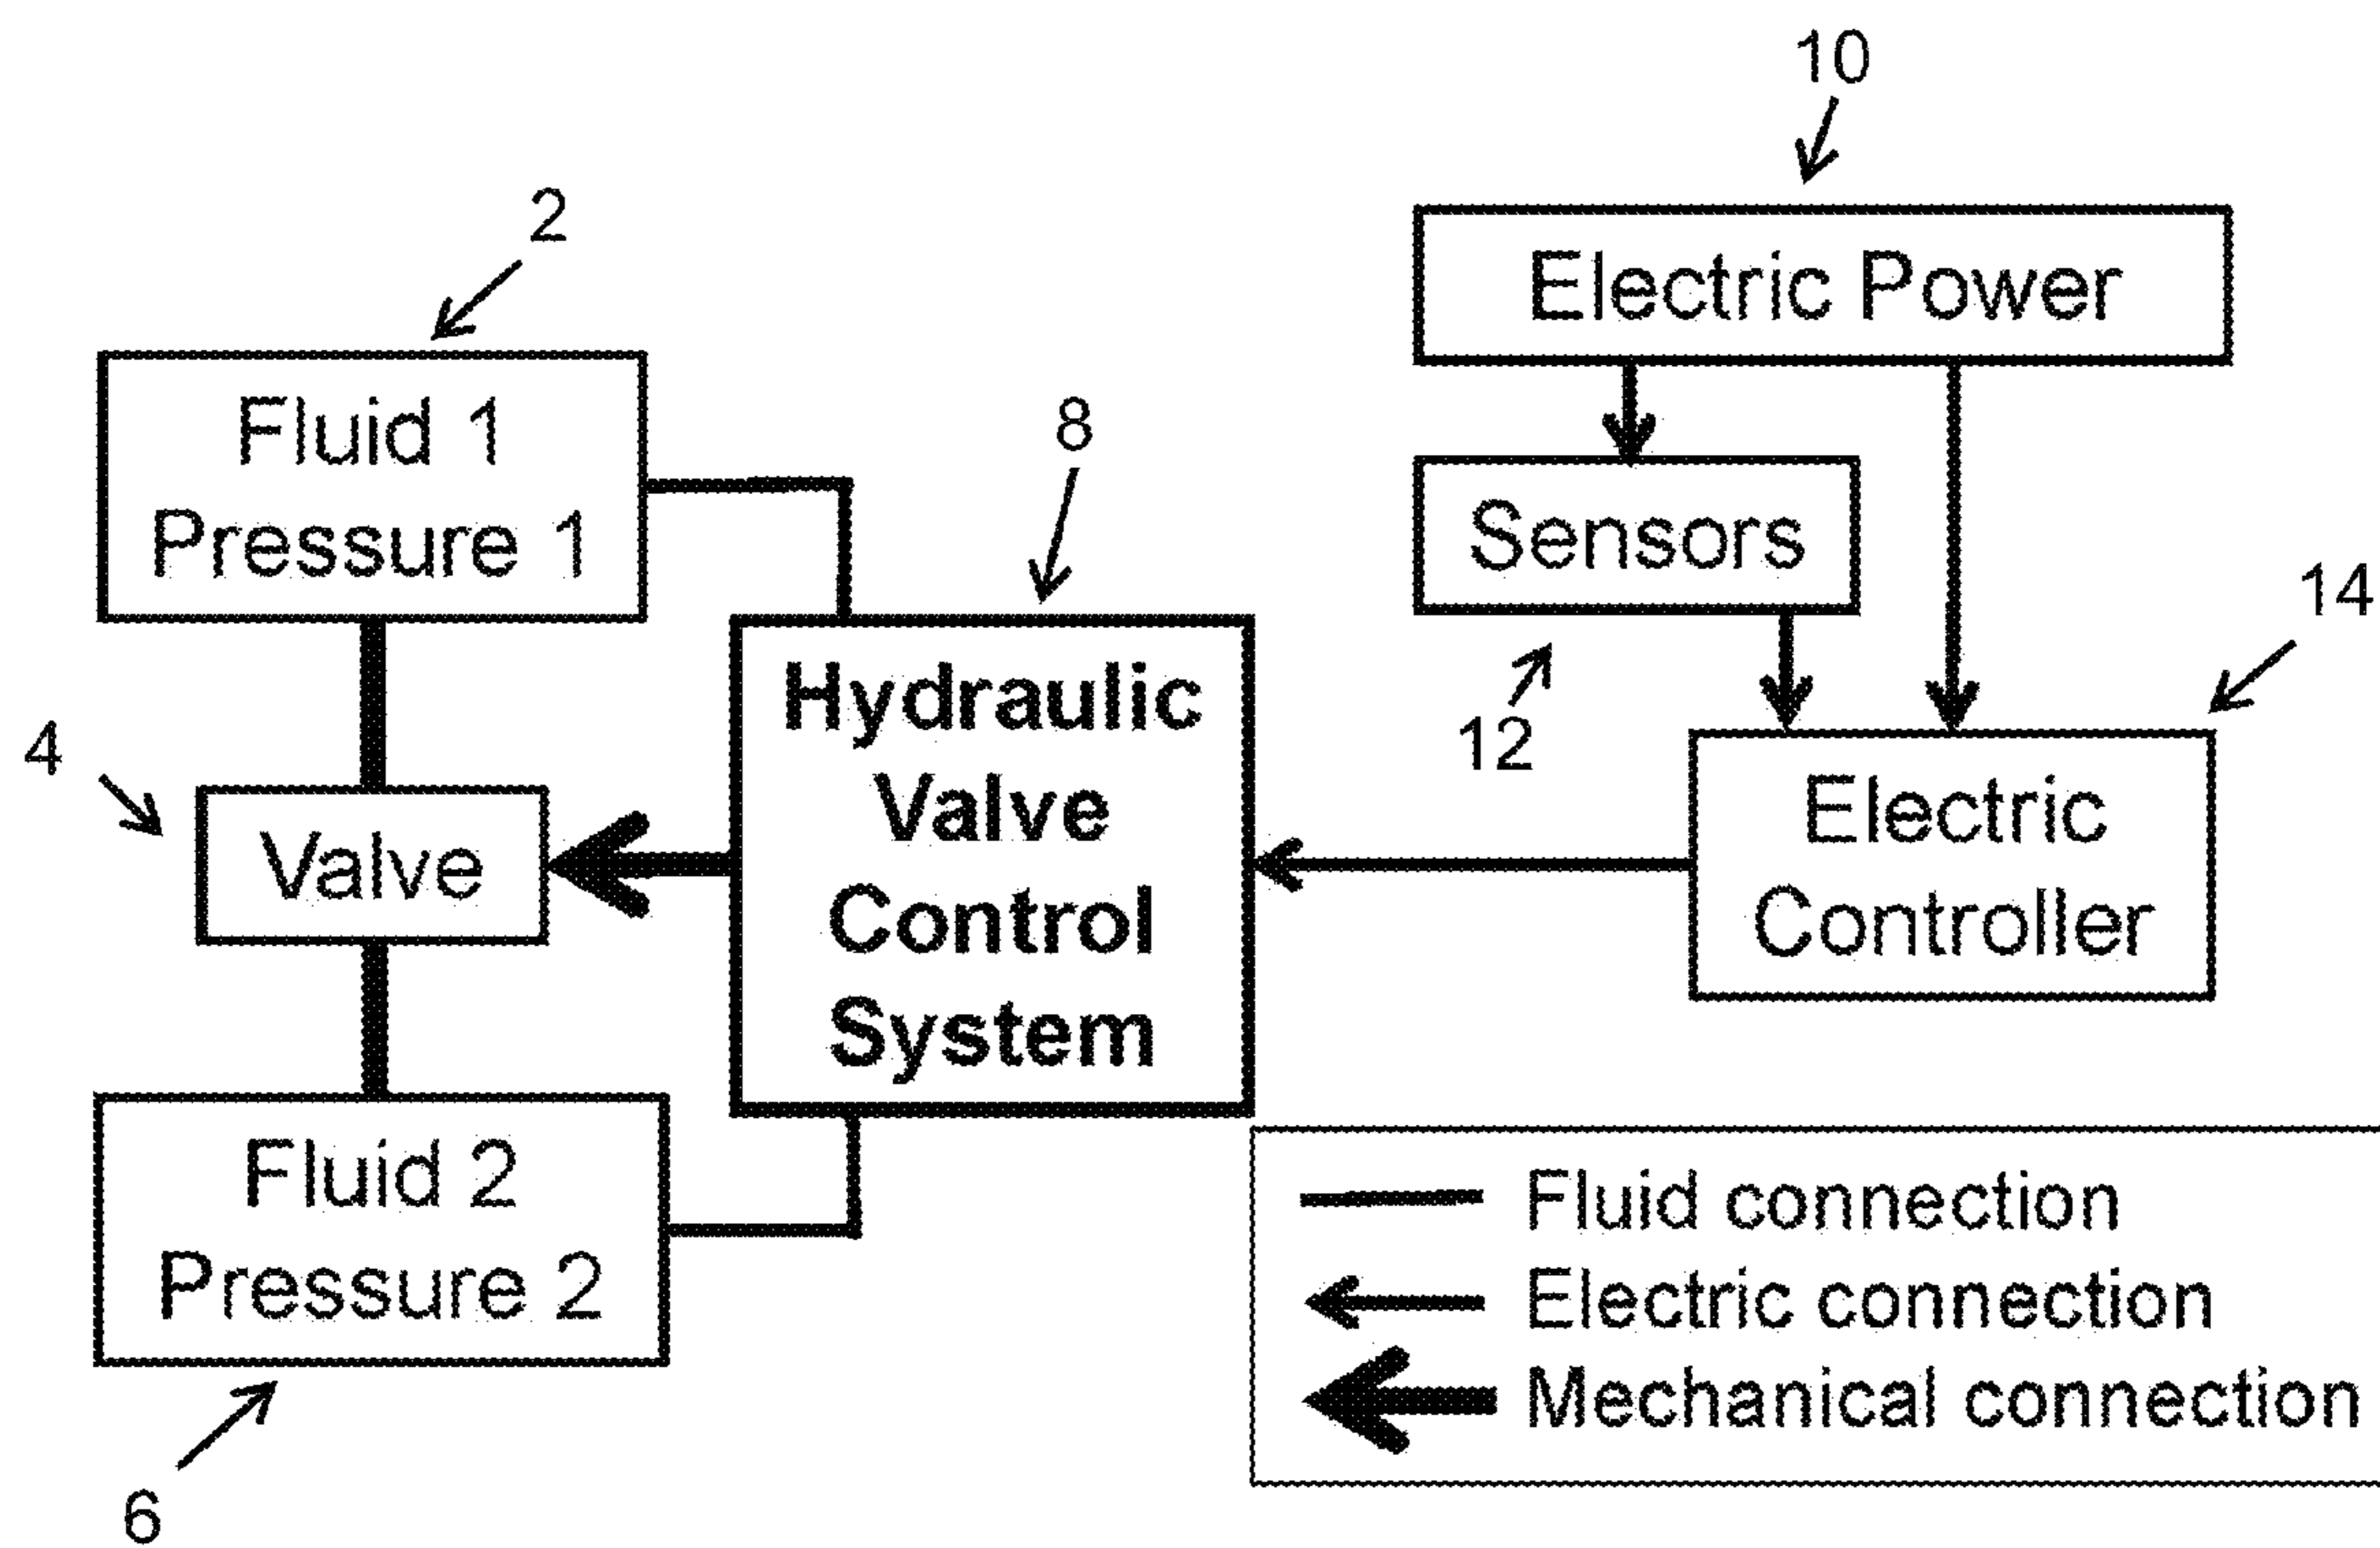 10
2
Electric Power
Fluid 1
Pressure 1
8
Sensors
14
12
4
Hydraulic
Valve
Control
System
Valve
Electric
Controller
Fluid 2
Pressure 2
6
Fluid connection
Electric connection
Mechanical connection